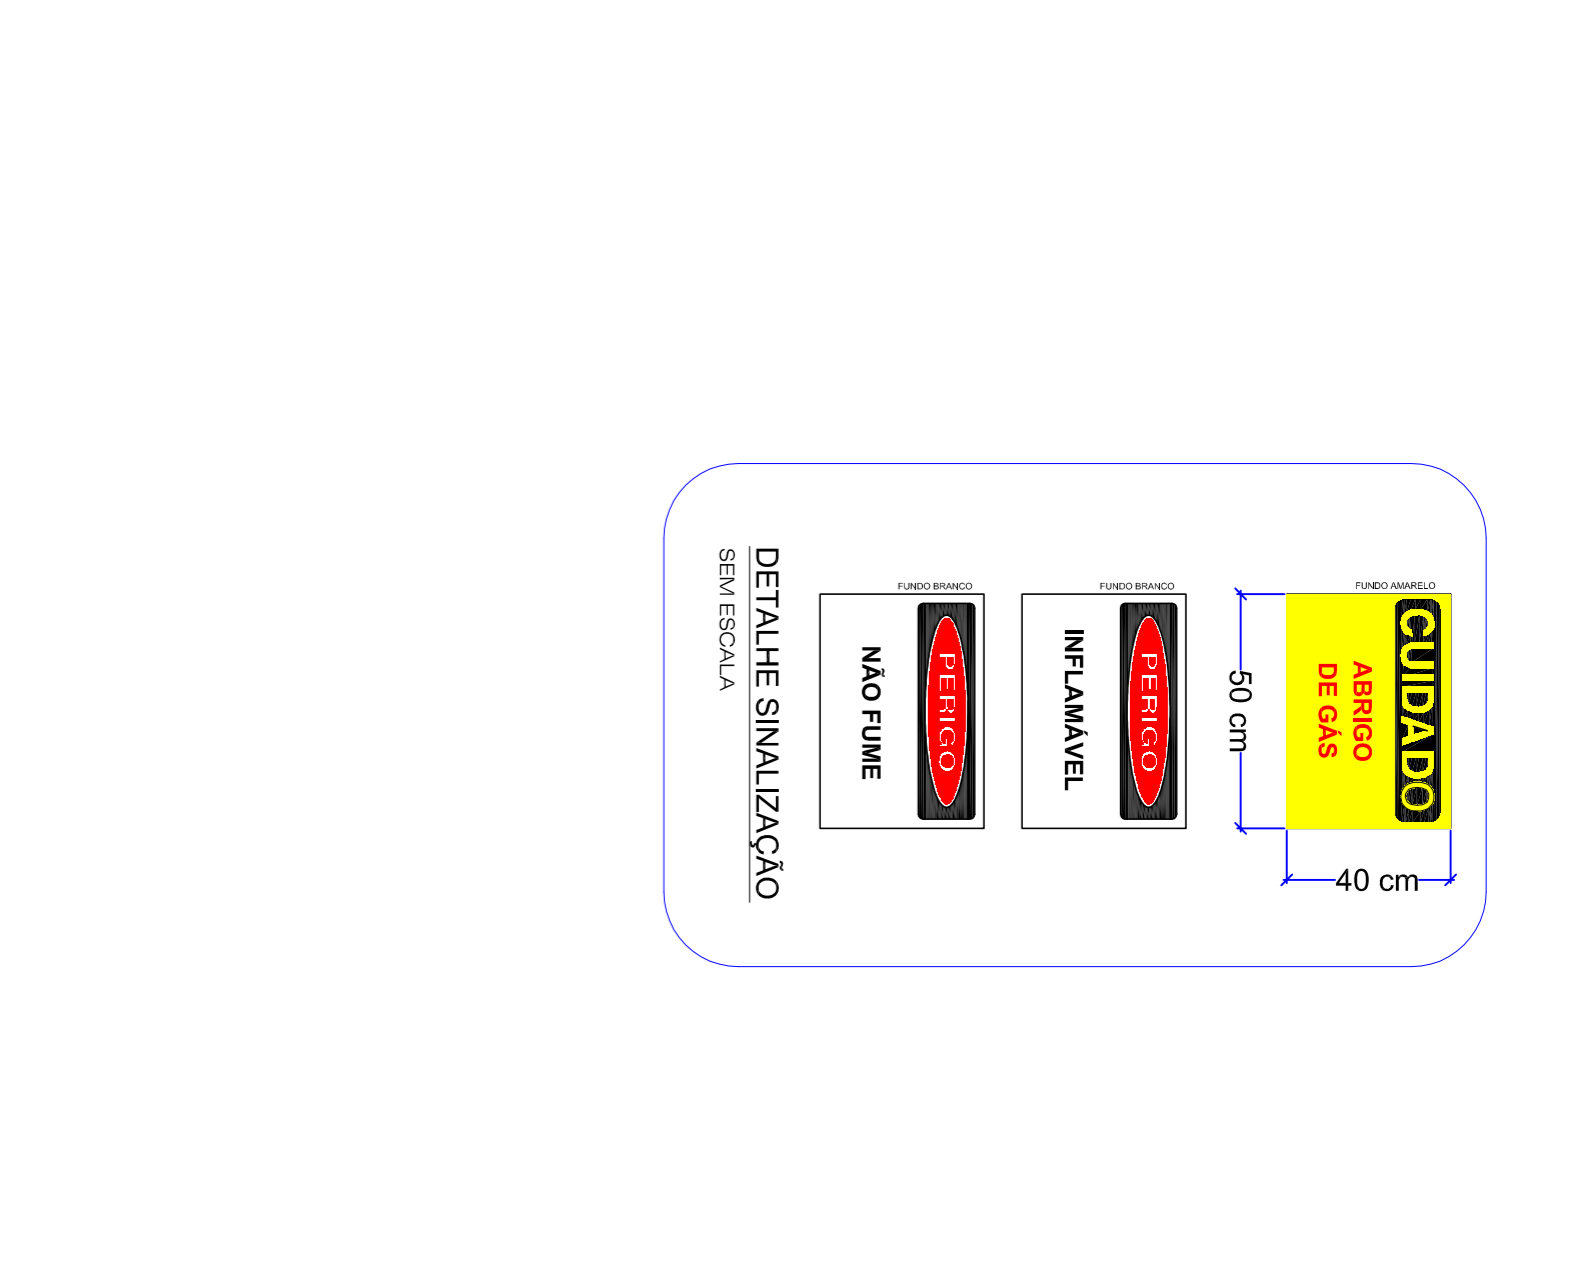 FUNDO AMARELO
CUIDADO
ABRIGO
DE GÁS
40 cm
50 cm
FUNDO BRANCO
PERIGO
INFLAMÁVEL
FUNDO BRANCO
PERIGO
NÃO FUME
DETALHE SINALIZAÇÃO
SEM ESCALA